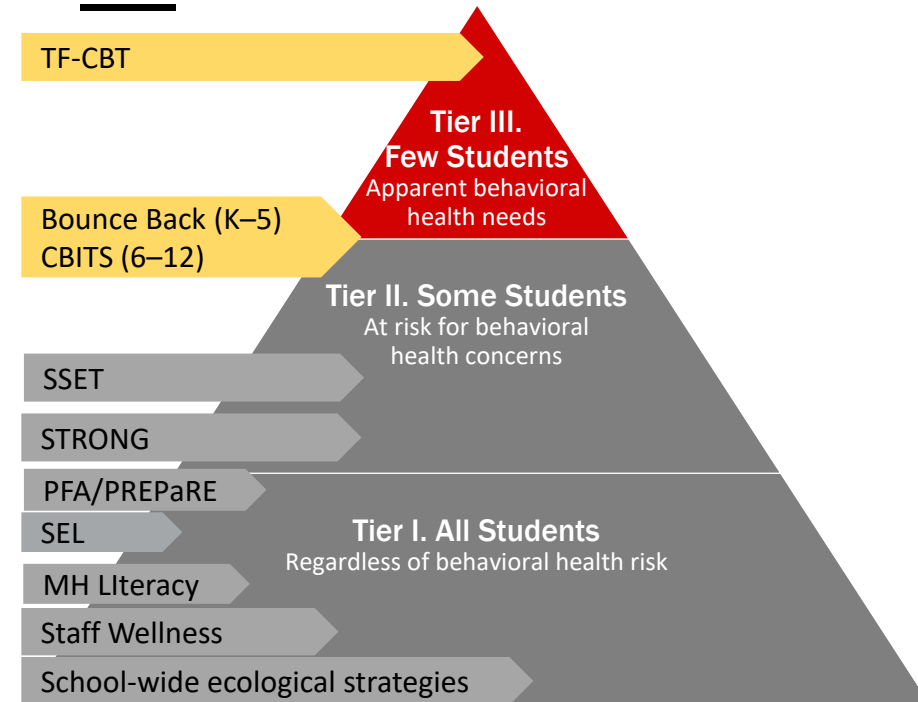 TF-CBT
Tier III.
Few Students
Apparent behavioral
health needs
Bounce Back (K–5)
CBITS (6–12)
Tier II. Some Students
At risk for behavioral
health concerns
SSET
STRONG
PFA/PREPaRE
SEL
Tier I. All Students
Regardless of behavioral health risk
MH LIteracy
Staff Wellness
School-wide ecological strategies